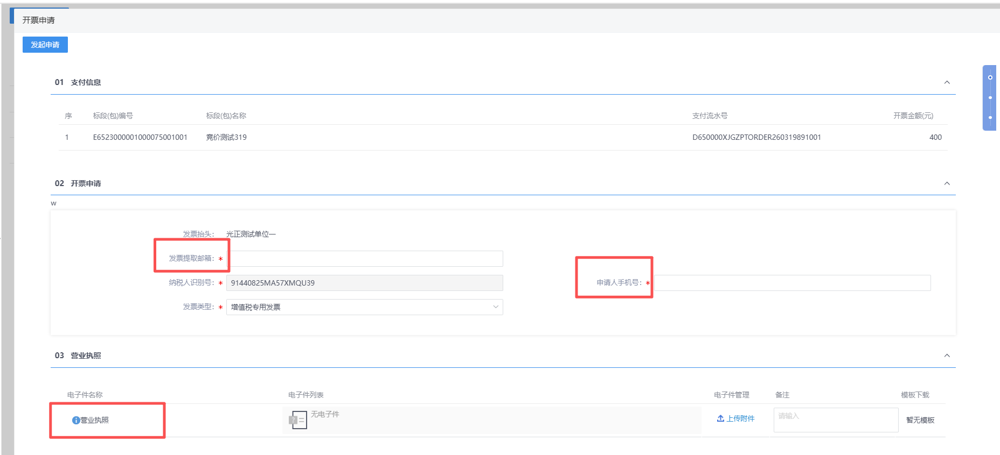 开票申请
发起申请
01 支付信息
序 标段(包)编号 标段(包)名称 支付流水号 开票金额(元)
1 E6523000001000075001001 竞价测试319 D650000XJGZPTORDER260319891001 400
02 开票申请
w
发票抬头： 光正测试单位一
发票提取邮箱：*
纳税人识别号：* 91440825MA57XMQU39 申请人手机号：*
发票类型：* 增值税专用发票
03 营业执照
电子件名称 电子件列表 电子件管理 备注 模板下载
营业执照 无电子件 上传附件 请输入 暂无模板